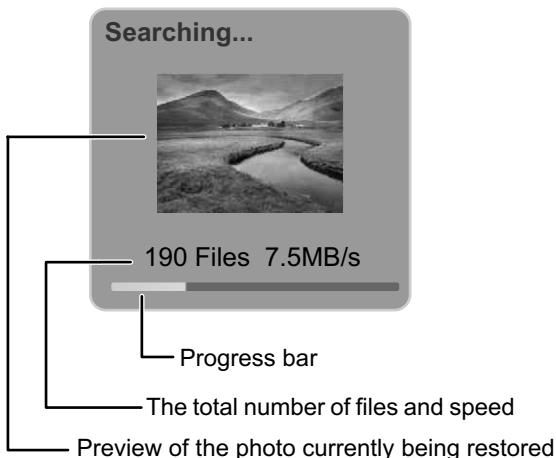 Searching...
190 Files 7.5MB/s
Progress bar
The total number of files and speed
Preview of the photo currently being restored